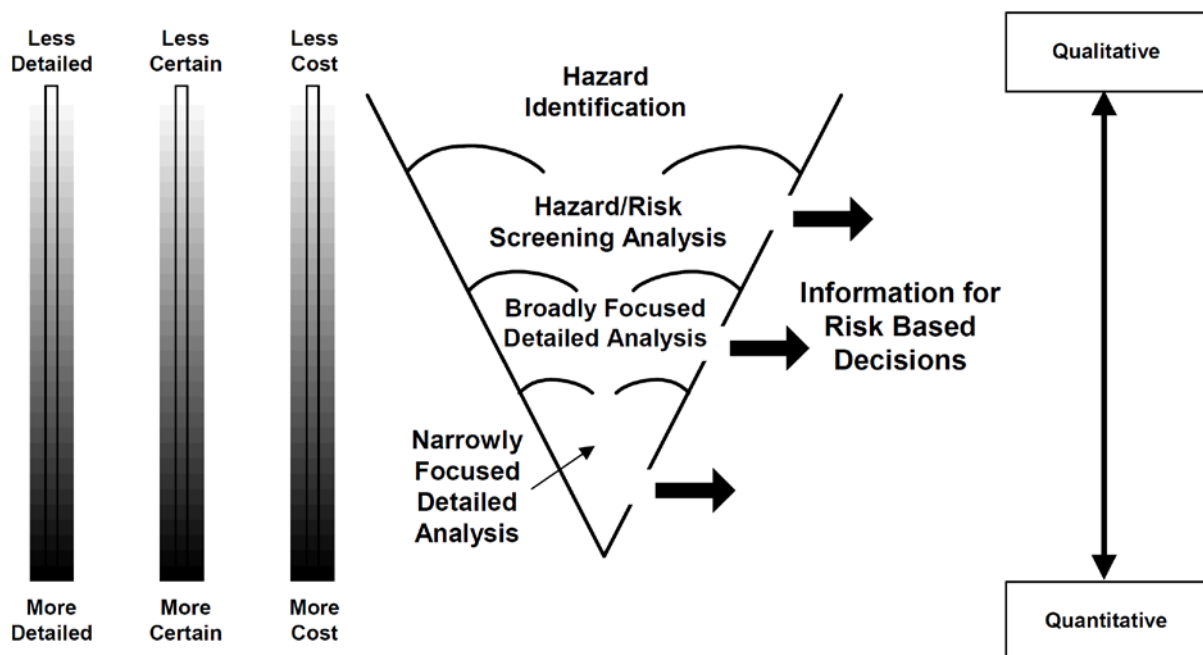 Less
Detailed
Less
Certain
Less
Cost
Hazard
Identification
Hazard/Risk
Screening Analysis
Broadly Focused
Detailed Analysis
Narrowly
Focused
Detailed
Analysis
Information for
Risk Based
Decisions
Qualitative
Quantitative
More
Detailed
More
Certain
More
Cost